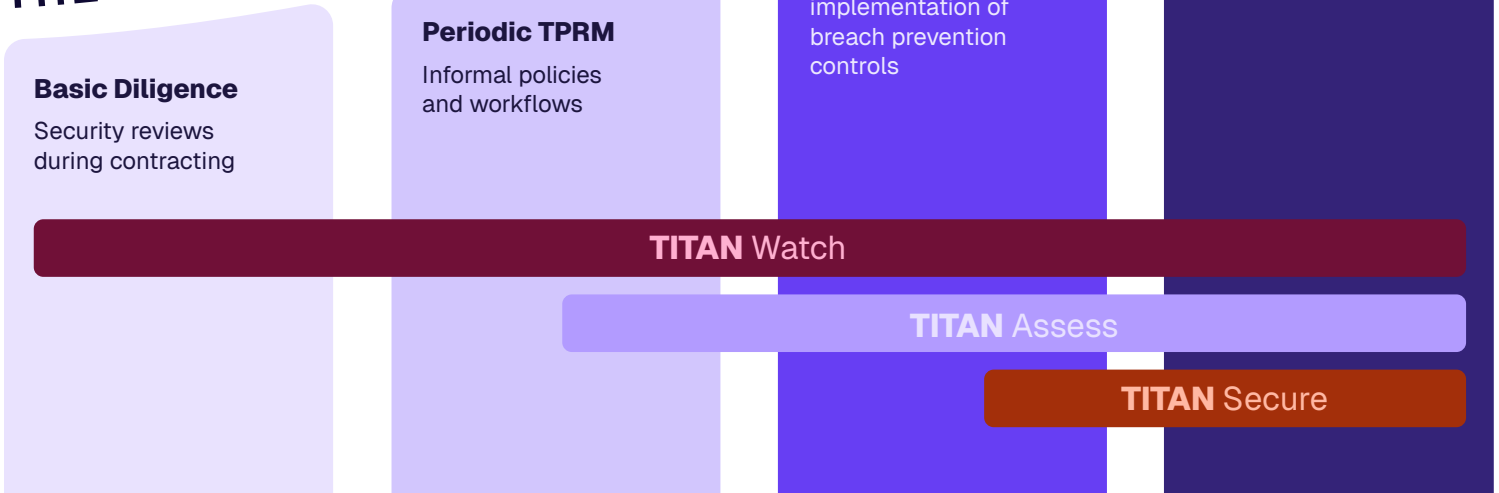 Basic Diligence
Security reviews
during contracting
Periodic TPRM
Informal policies
and workflows
implementation of
breach prevention
controls
TITAN Watch
TITAN Assess
TITAN Secure